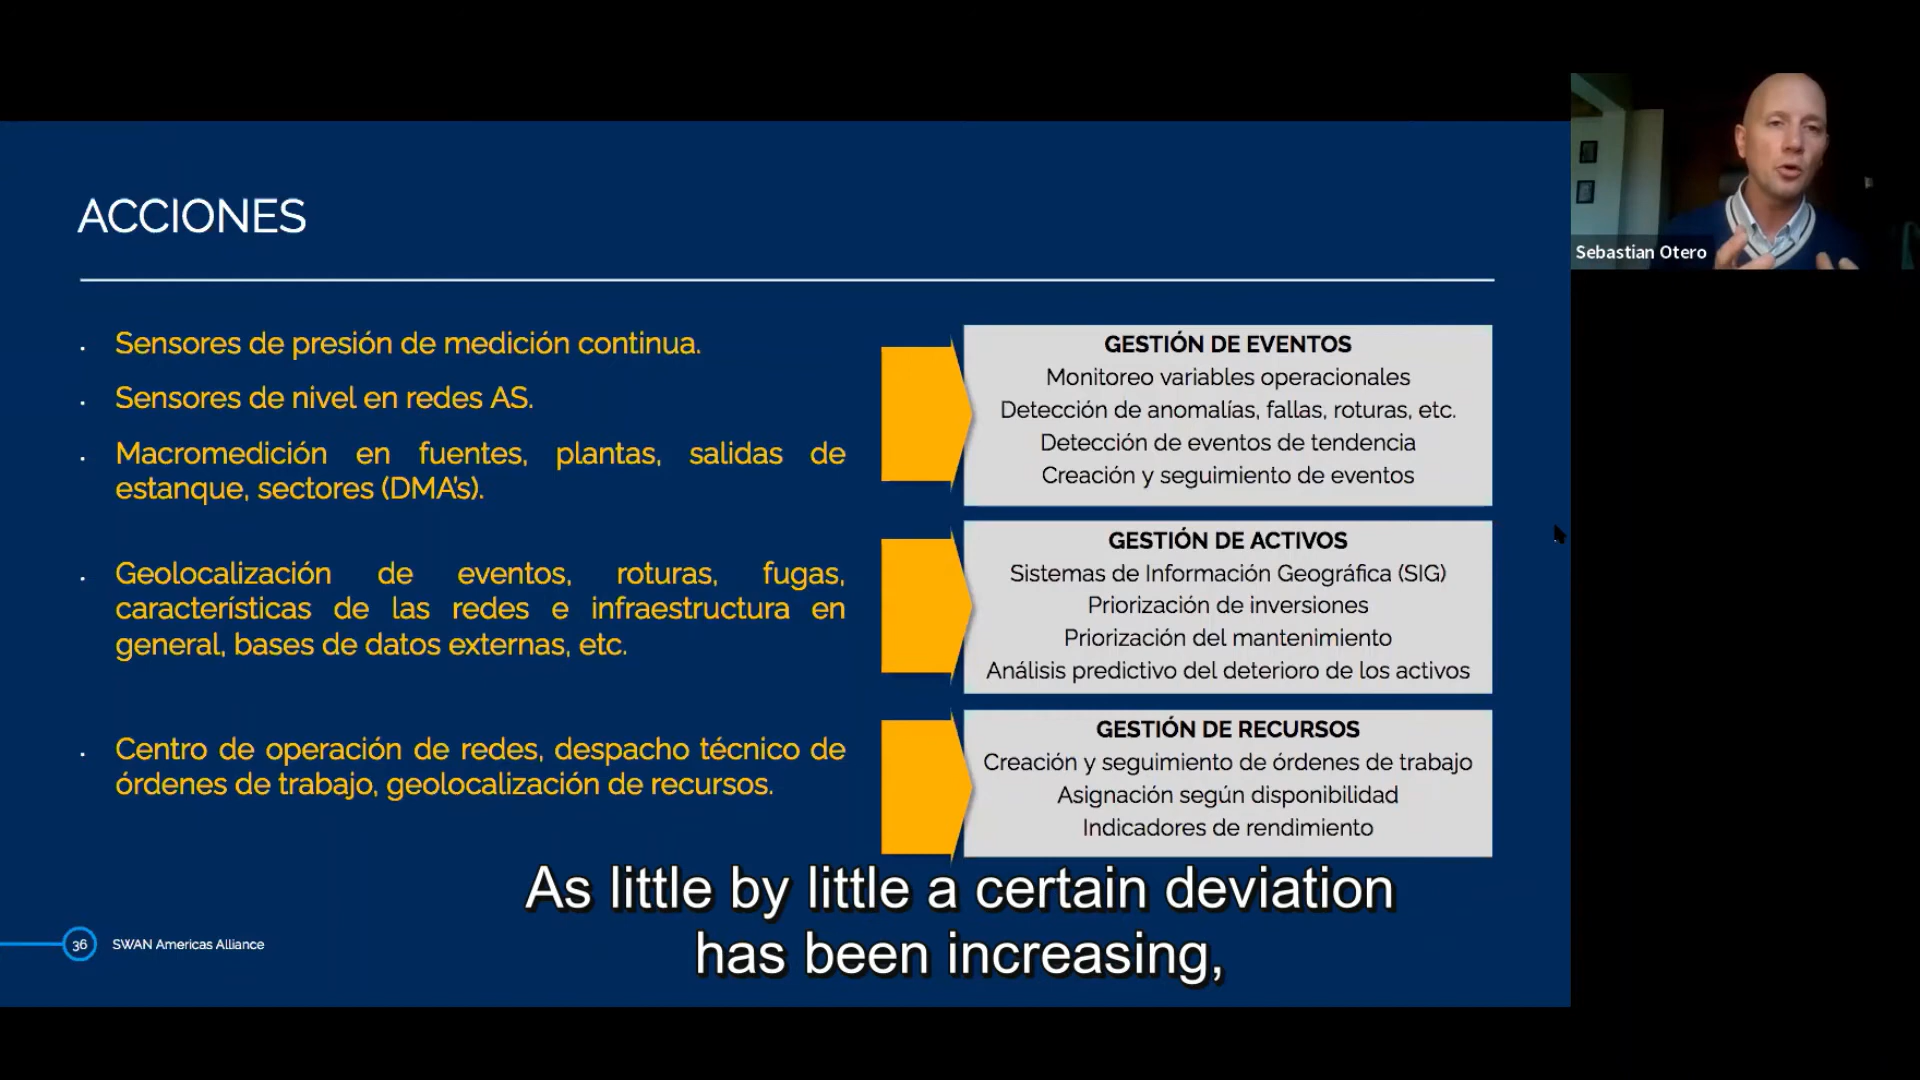 ACCIONES
Sensores de presión de medición continua.
Sensores de nivel en redes AS.
Macromedición en fuentes, plantas, salidas de
estanque, sectores (DMA's).
Geolocalización de eventos, roturas, fugas,
características de las redes e infraestructura en
general, bases de datos externas, etc.
Centro de operación de redes, despacho técnico de
órdenes de trabajo, geolocalización de recursos.
GESTIÓN DE EVENTOS
Monitoreo variables operacionales
Detección de anomalías, fallas, roturas, etc.
Detección de eventos de tendencia
Creación y seguimiento de eventos
GESTIÓN DE ACTIVOS
Sistemas de Información Geográfica (SIG)
Priorización de inversiones
Priorización del mantenimiento
Análisis predictivo del deterioro de los activos
GESTIÓN DE RECURSOS
Creación y seguimiento de órdenes de trabajo
Asignación según disponibilidad
Indicadores de rendimiento
Sebastian Otero
As little by little a certain deviation
has been increasing,
36 SWAN Americas Alliance